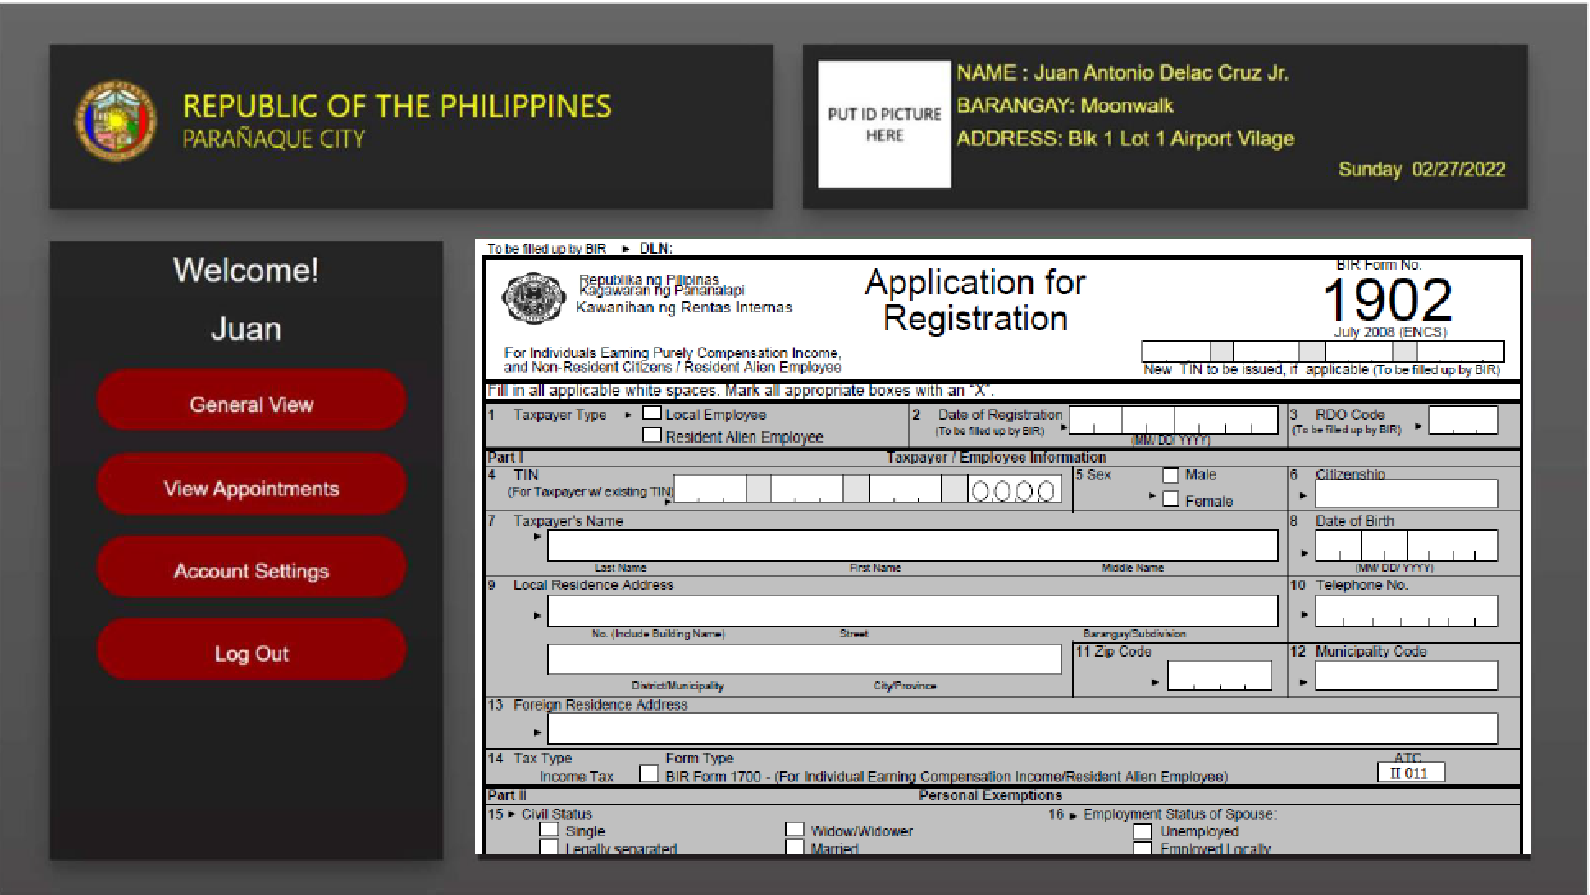 REPUBLIC OF THE PHILIPPINES
PARAÑAQUE CITY
PUT ID PICTURE
HERE
NAME : Juan Antonio Delac Cruz Jr.
BARANGAY: Moonwalk
ADDRESS: Blk 1 Lot 1 Airport Vilage
Sunday 02/27/2022
Welcome!
Juan
General View
View Appointments
Account Settings
Log Out
To be filled up by BIR ► DLN:
Republika ng Pilipinas
Kagawaran ng Pananalapi
Kawanihan ng Rentas Internas
Application for
Registration
BIR Form No.
1902
July 2008 (ENCS)
For Individuals Earning Purely Compensation Income,
and Non-Resident Citizens / Resident Alien Employee
New TIN to be issued, if applicable (To be filled up by BIR)
Fill in all applicable white spaces. Mark all appropriate boxes with an "X".
1 Taxpayer Type ► Local Employee
Resident Alien Employee
2 Date of Registration
(To be filled up by BIR) ►
(MM/ DD/ YYYY)
3 RDO Code
(To be filled up by BIR) ►
Part I Taxpayer / Employee Information
4 TIN
(For Taxpayer w/ existing TIN) ►
0000
5 Sex Male
► Female
6 Citizenship
►
7 Taxpayer's Name
►
Last Name First Name Middle Name
8 Date of Birth
►
(MM/ DD/ YYYY)
9 Local Residence Address
►
No. (Include Building Name) Street Barangay/Subdivision
10 Telephone No.
►
District/Municipality City/Province
11 Zip Code
►
12 Municipality Code
►
13 Foreign Residence Address
►
14 Tax Type Form Type ATC
Income Tax BIR Form 1700 - (For Individual Earning Compensation Income/Resident Alien Employee) II 011
Part II Personal Exemptions
15 ► Civil Status 16 ► Employment Status of Spouse:
Single Widow/Widower Unemployed
Legally separated Married Employed Locally